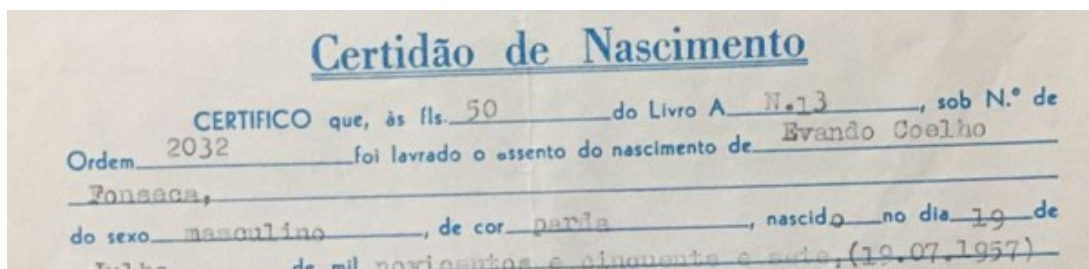 Certidão de Nascimento
CERTIFICO que, às fls. 50 do Livro A N.13, sob N.º de
Ordem 2032 foi lavrado o assento do nascimento de Evando Coelho
Fonseca,
do sexo masculino, de cor parda, nascido no dia 19 de
Julho de mil novicentos e cinquenta e sete, (19.07.1957)